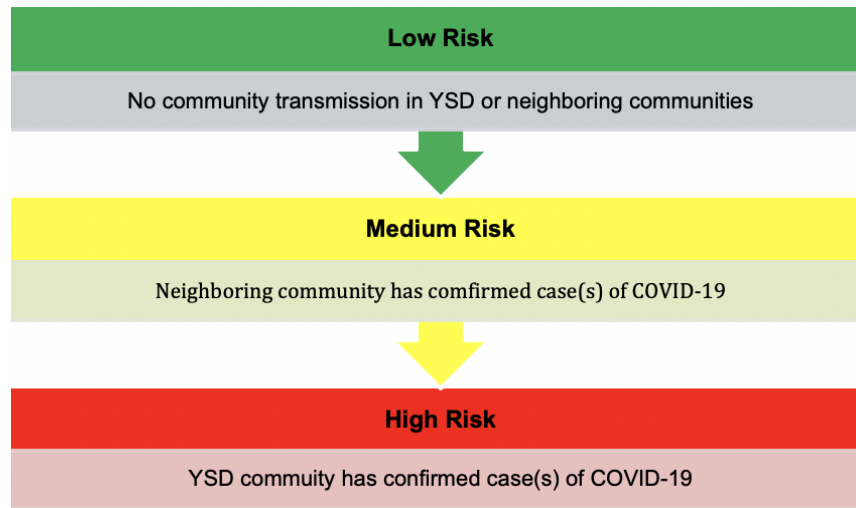 Low Risk
No community transmission in YSD or neighboring communities
Medium Risk
Neighboring community has comfirmed case(s) of COVID-19
High Risk
YSD commuity has confirmed case(s) of COVID-19